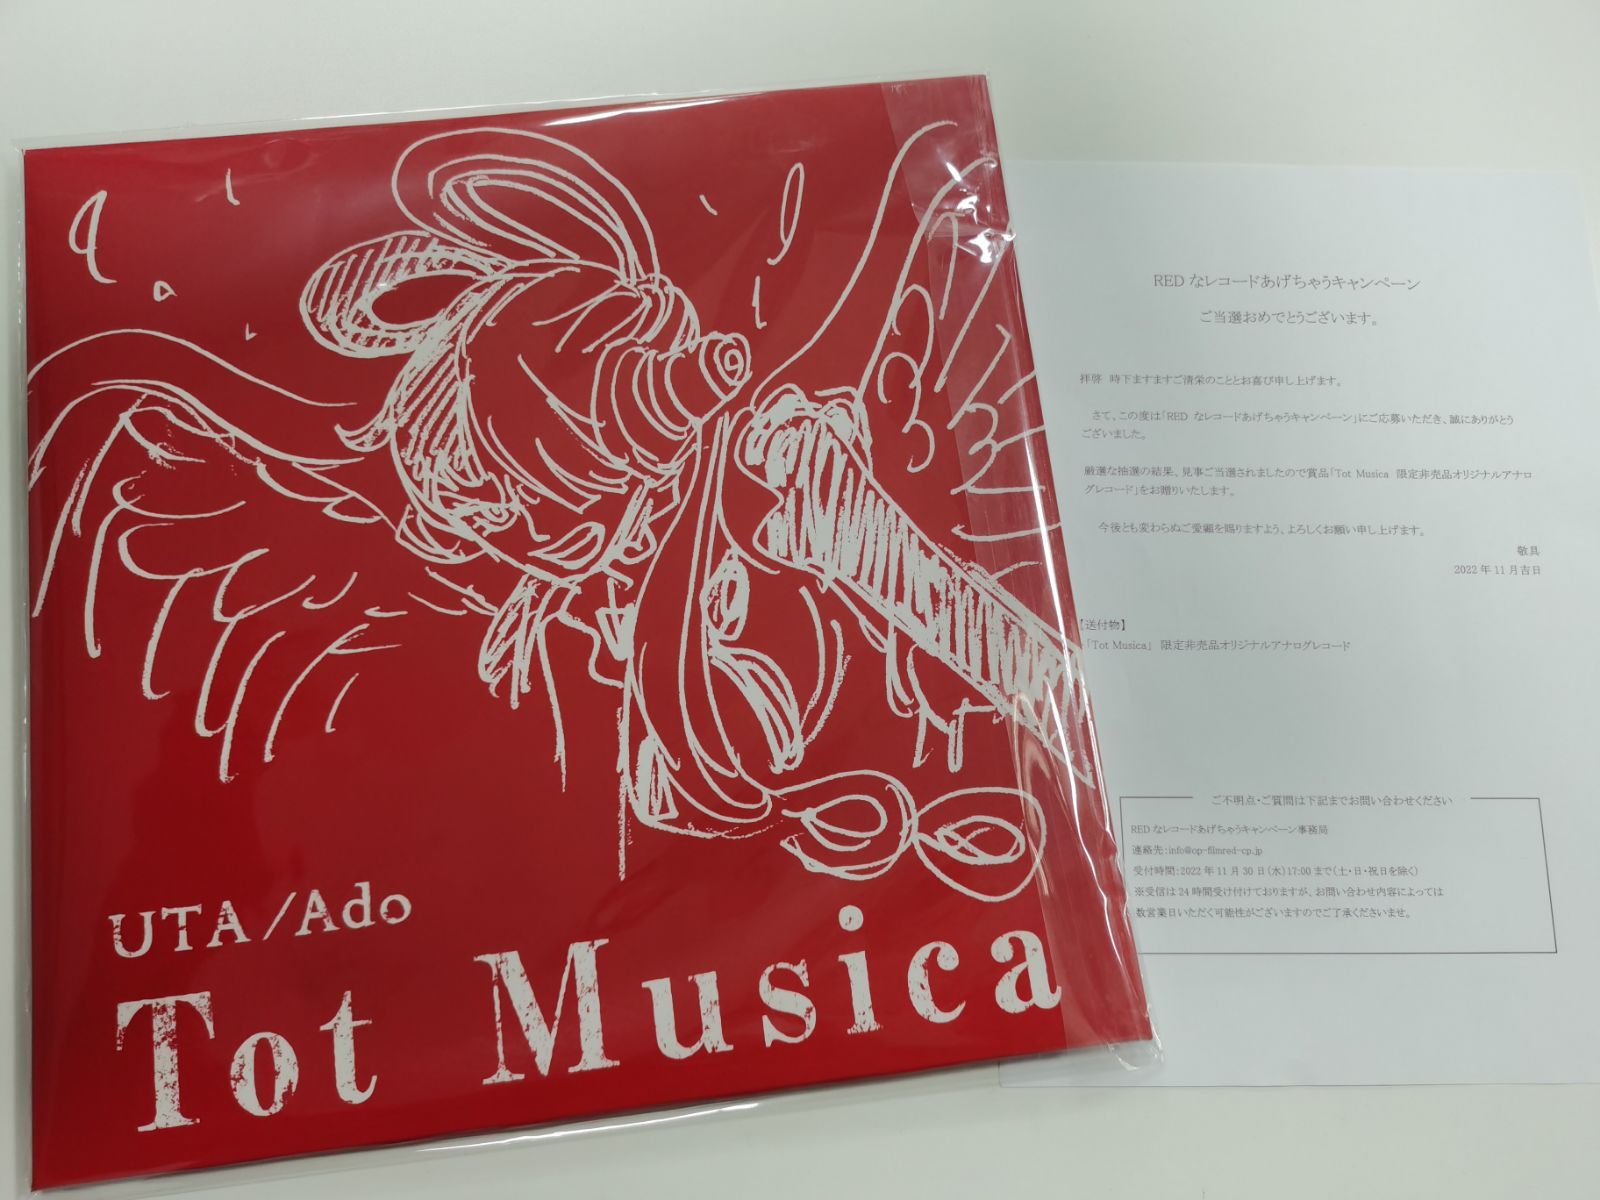 UTA/Ado
Tot Musica
RED なレコードあげちゃうキャンペーン
ご当選おめでとうございます。
拝啓 時下ますますご清栄のこととお喜び申し上げます。
さて、この度は「RED なレコードあげちゃうキャンペーン」にご応募いただき、誠にありがとう
ございました。
厳選な抽選の結果、見事ご当選されましたので賞品「Tot Musica 限定非売品オリジナルアナロ
グレコード」をお贈りいたします。
今後とも変わらぬご愛顧を賜りますよう、よろしくお願い申し上げます。
敬具
2022 年 11 月吉日
【送付物】
・「Tot Musica」 限定非売品オリジナルアナログレコード
ご不明点・ご質問は下記までお問い合わせください
RED なレコードあげちゃうキャンペーン事務局
連絡先：info@op-filmred-cp.jp
受付時間：2022 年 11 月 30 日（水）17:00 まで（土・日・祝日を除く）
※受信は 24 時間受け付けておりますが、お問い合わせ内容によっては
数営業日いただく可能性がございますのでご了承くださいませ。